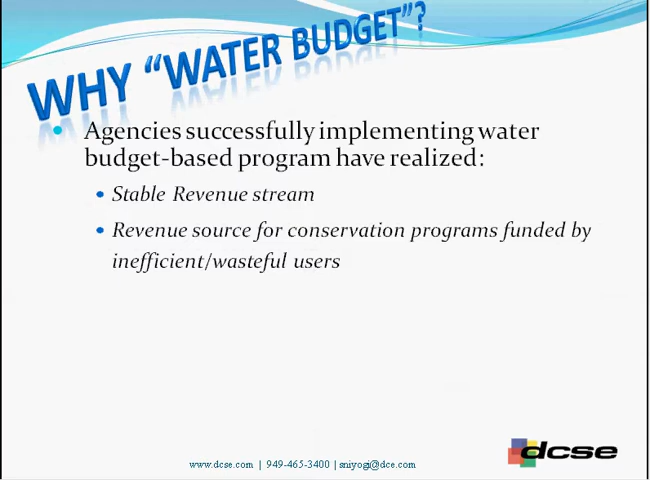 WHY "WATER BUDGET"?
• Agencies successfully implementing water
budget-based program have realized:
• Stable Revenue stream
• Revenue source for conservation programs funded by
inefficient/wasteful users
dcse
www.dcse.com | 949-465-3400 | sniyogi@dce.com